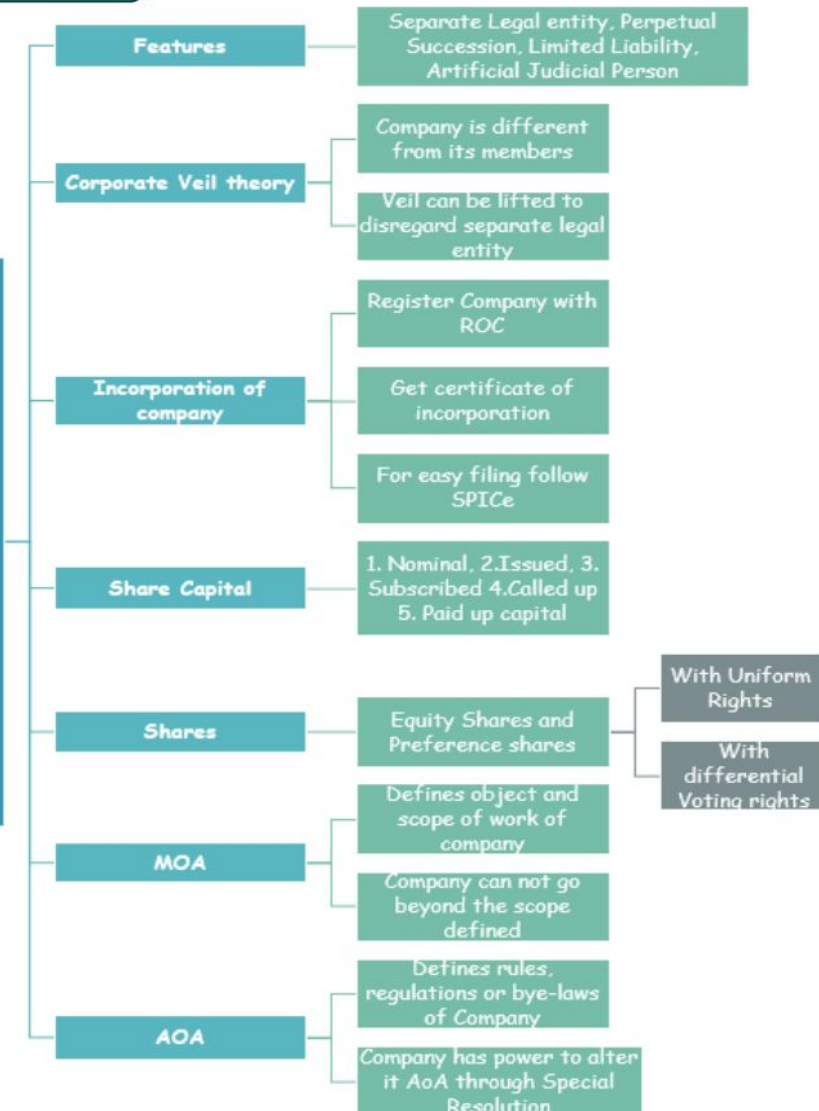 Features
Separate Legal entity, Perpetual
Succession, Limited Liability,
Artificial Judicial Person
Corporate Veil theory
Company is different
from its members
Veil can be lifted to
disregard separate legal
entity
Incorporation of
company
Register Company with
ROC
Get certificate of
incorporation
For easy filing follow
SPICe
Share Capital
1. Nominal, 2.Issued, 3.
Subscribed 4.Called up
5. Paid up capital
Shares
Equity Shares and
Preference shares
With Uniform
Rights
With
differential
Voting rights
MOA
Defines object and
scope of work of
company
Company can not go
beyond the scope
defined
AOA
Defines rules,
regulations or bye-laws
of Company
Company has power to alter
it AoA through Special
Resolution